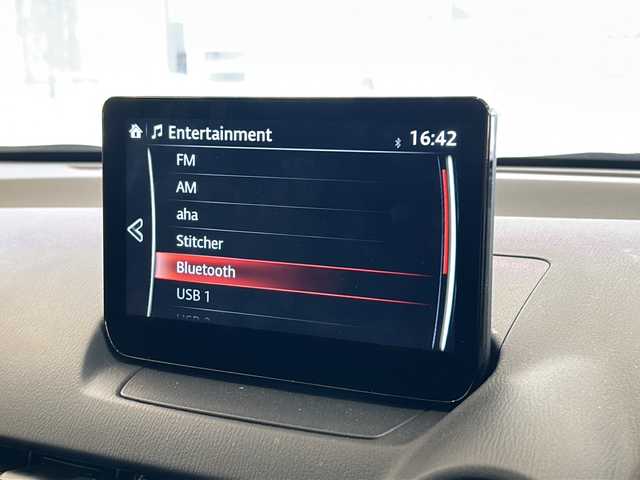 Entertainment 16:42
FM
AM
aha
Stitcher
Bluetooth
USB 1